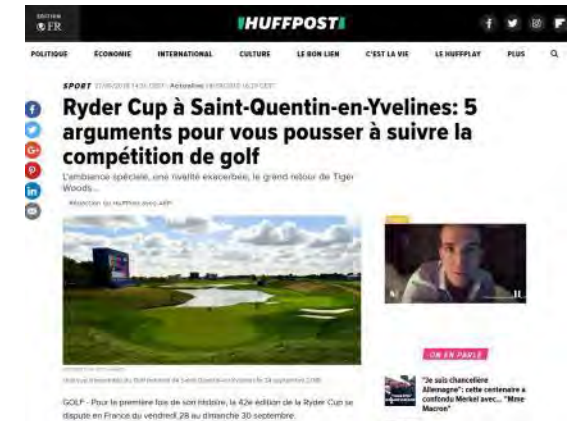 EDITION
FR
HUFFPOST
POLITIQUE ÉCONOMIE INTERNATIONAL CULTURE LE BON LIEN C'EST LA VIE LE HUFFPLAY PLUS
SPORT
Ryder Cup à Saint-Quentin-en-Yvelines: 5
arguments pour vous pousser à suivre la
compétition de golf
L'ambiance spéciale, une rivalité exacerbée, le grand retour de Tiger
Woods...
ON EN PARLE
"Je suis chancelière
Allemagne": cette centenaire a
confondu Merkel avec... "Mme
Macron"
GOLF - Pour la première fois de son histoire, la 42e édition de la Ryder Cup se
dispute en France du vendredi 28 au dimanche 30 septembre.